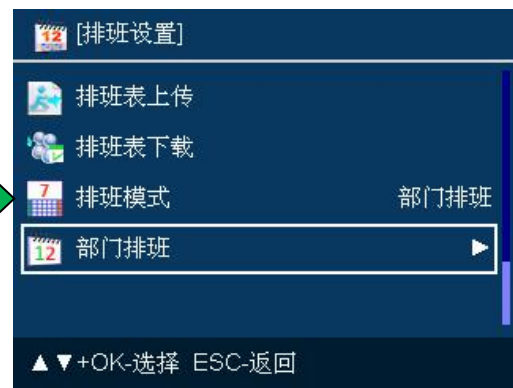 [排班设置]
排班表上传
排班表下载
排班模式 部门排班
部门排班
▲▼+OK-选择 ESC-返回